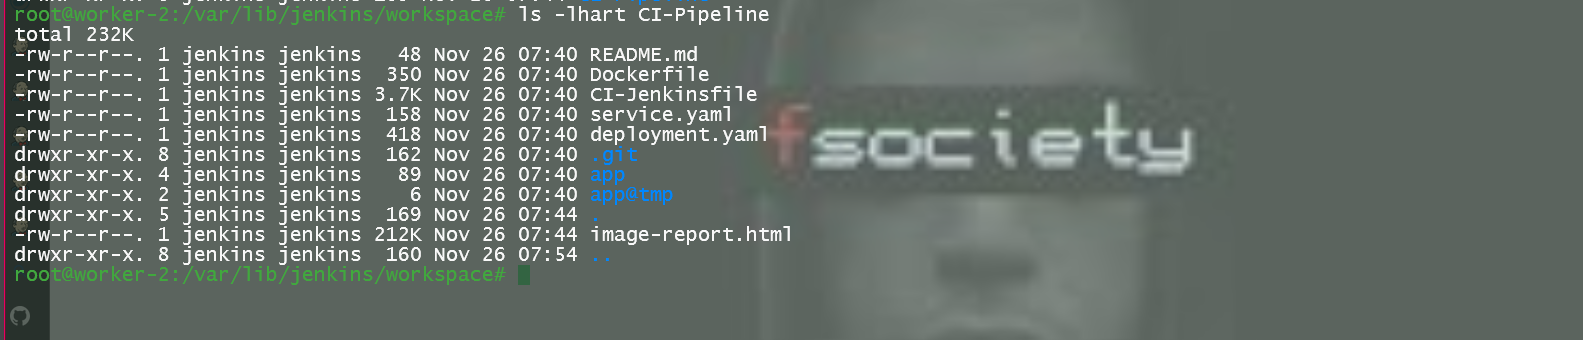 root@worker-2:/var/lib/jenkins/workspace# ls -lhart CI-Pipeline
total 232K
-rw-r--r--. 1 jenkins jenkins   48 Nov 26 07:40 README.md
-rw-r--r--. 1 jenkins jenkins  350 Nov 26 07:40 Dockerfile
-rw-r--r--. 1 jenkins jenkins 3.7K Nov 26 07:40 CI-Jenkinsfile
-rw-r--r--. 1 jenkins jenkins  158 Nov 26 07:40 service.yaml
-rw-r--r--. 1 jenkins jenkins  418 Nov 26 07:40 deployment.yaml
drwxr-xr-x. 8 jenkins jenkins  162 Nov 26 07:40 .git
drwxr-xr-x. 4 jenkins jenkins   89 Nov 26 07:40 app
drwxr-xr-x. 2 jenkins jenkins    6 Nov 26 07:40 app@tmp
drwxr-xr-x. 5 jenkins jenkins  169 Nov 26 07:44 .
-rw-r--r--. 1 jenkins jenkins 212K Nov 26 07:44 image-report.html
drwxr-xr-x. 8 jenkins jenkins  160 Nov 26 07:54 ..
root@worker-2:/var/lib/jenkins/workspace#
fsociety